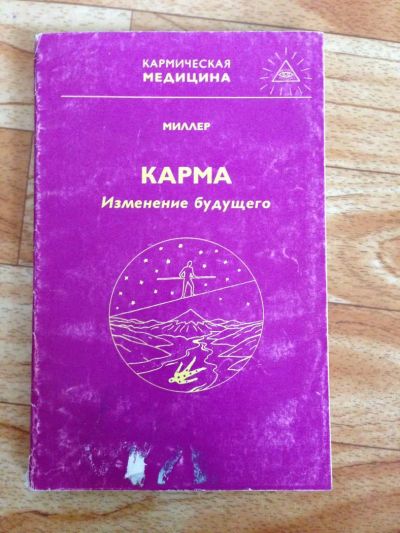 КАРМИЧЕСКАЯ
МЕДИЦИНА
МИЛЛЕР
КАРМА
Изменение будущего